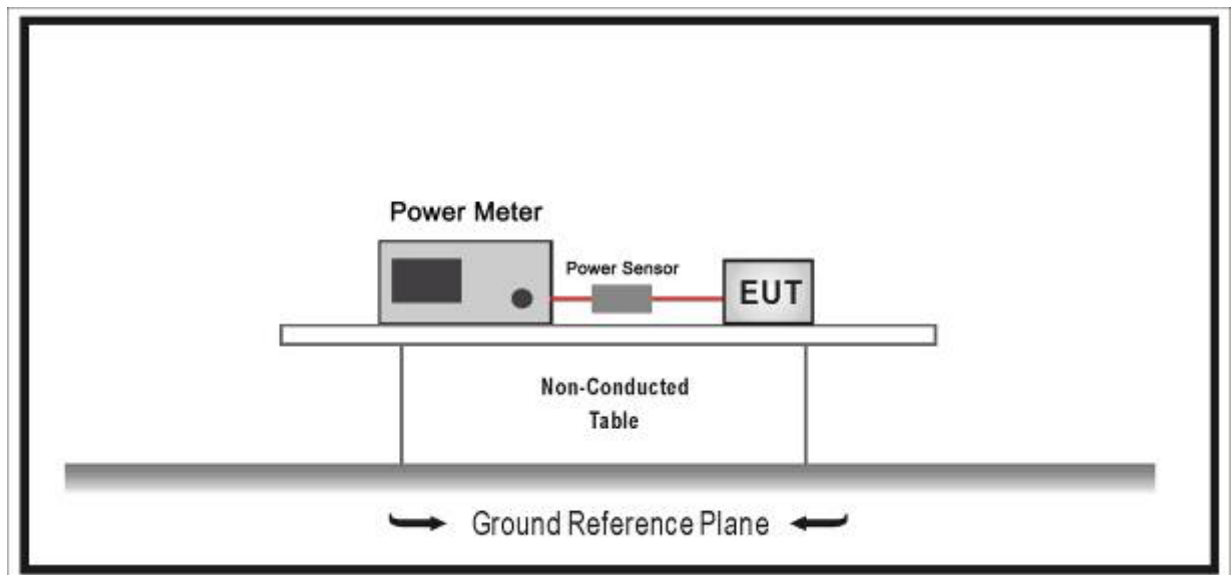 Power Meter
Power Sensor
EUT
Non-Conducted
Table
Ground Reference Plane